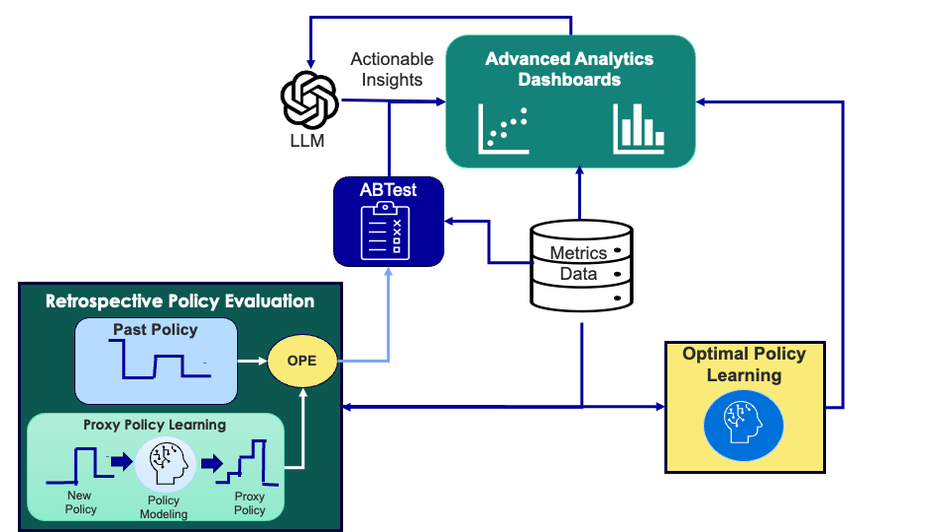 Actionable
Insights
Advanced Analytics
Dashboards
LLM
ABTest
Metrics
Data
Retrospective Policy Evaluation
Past Policy
OPE
Optimal Policy
Learning
Proxy Policy Learning
New
Policy
Policy
Modeling
Proxy
Policy